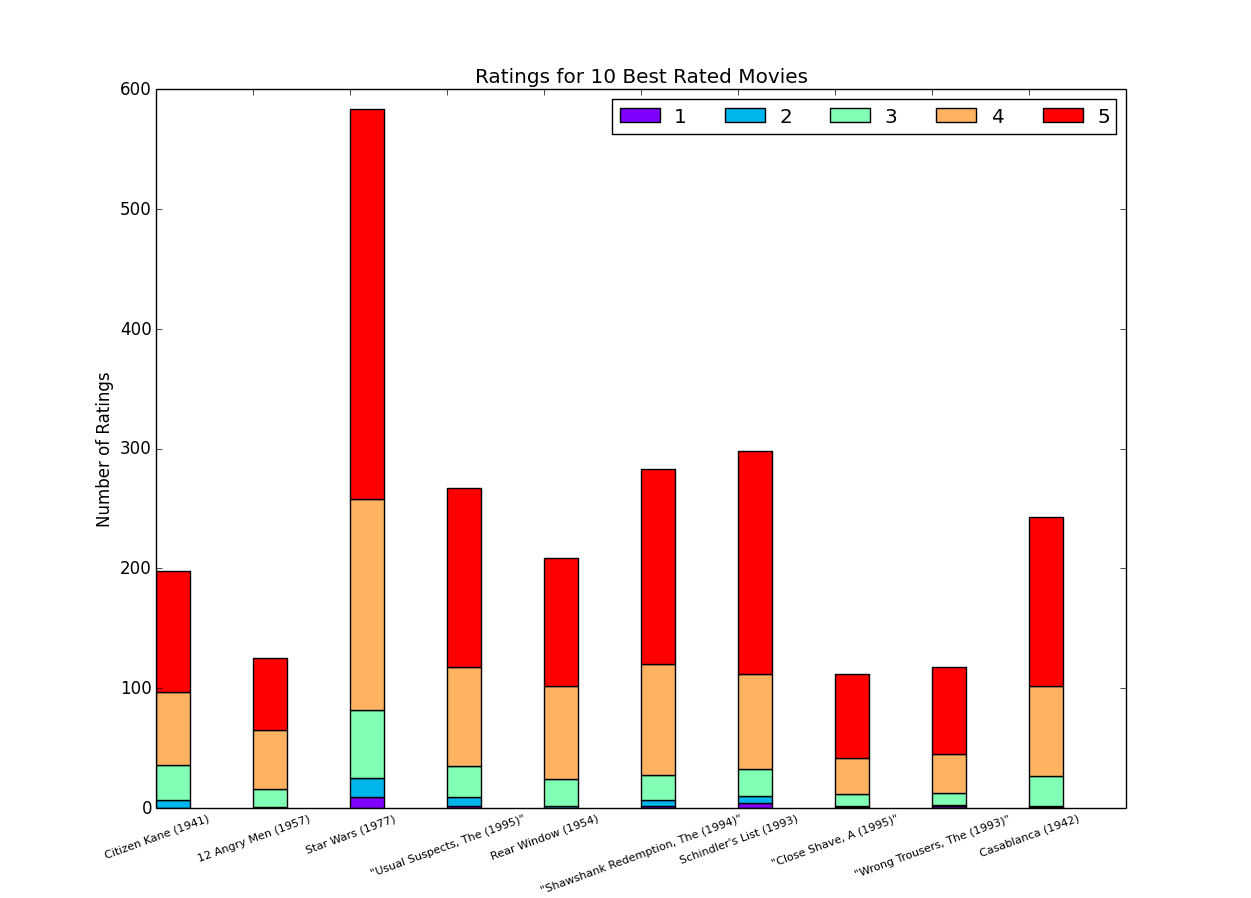 Ratings for 10 Best Rated Movies
1 2 3 4 5
600
500
400
300
200
100
0
Number of Ratings
Citizen Kane (1941)
12 Angry Men (1957)
Star Wars (1977)
"Usual Suspects, The (1995)"
Rear Window (1954)
"Shawshank Redemption, The (1994)"
Schindler's List (1993)
"Close Shave, A (1995)"
"Wrong Trousers, The (1993)"
Casablanca (1942)